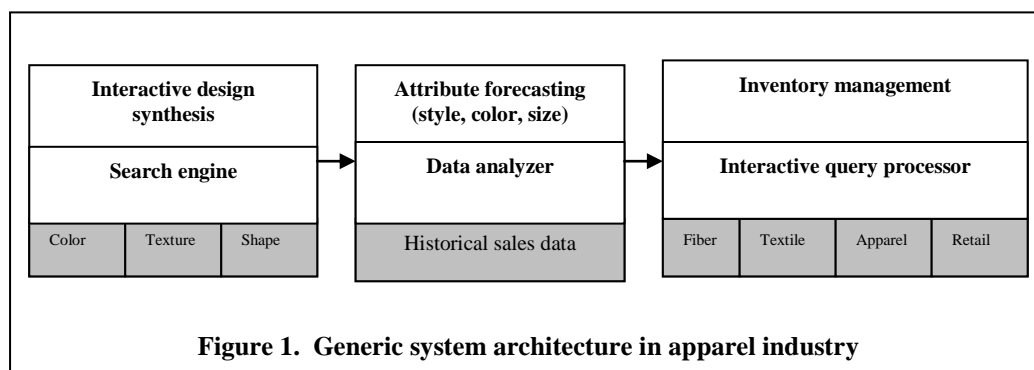 Interactive design
synthesis
Search engine
Color Texture Shape
Attribute forecasting
(style, color, size)
Data analyzer
Historical sales data
Inventory management
Interactive query processor
Fiber Textile Apparel Retail
Figure 1. Generic system architecture in apparel industry